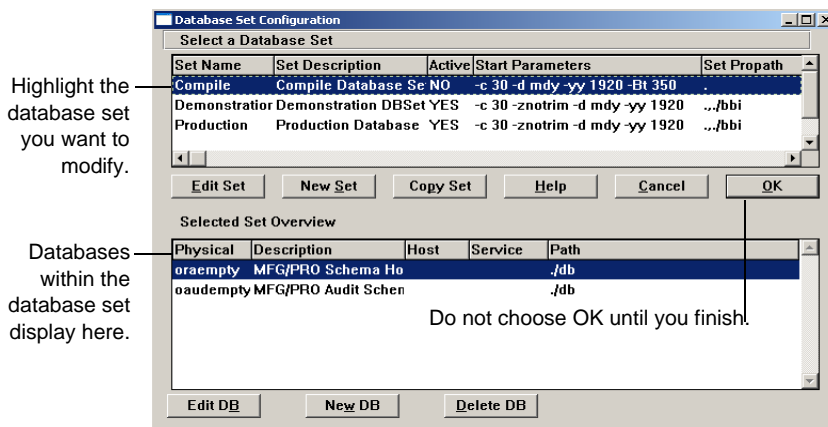 Database Set Configuration
Select a Database Set
Set Name Set Description Active Start Parameters Set Propath
Compile Compile Database Se NO -c 30 -d mdy -yy 1920 -Bt 350 .
Demonstration Demonstration DBSet YES -c 30 -znotrim -d mdy -yy 1920 .,./bbi
Production Production Database YES -c 30 -znotrim -d mdy -yy 1920 .,./bbi
Highlight the
database set
you want to
modify.
Edit Set New Set Copy Set Help Cancel OK
Selected Set Overview
Physical Description Host Service Path
oraempty MFG/PRO Schema Ho ./db
oaudempty MFG/PRO Audit Schen ./db
Databases
within the
database set
display here.
Do not choose OK until you finish.
Edit DB New DB Delete DB